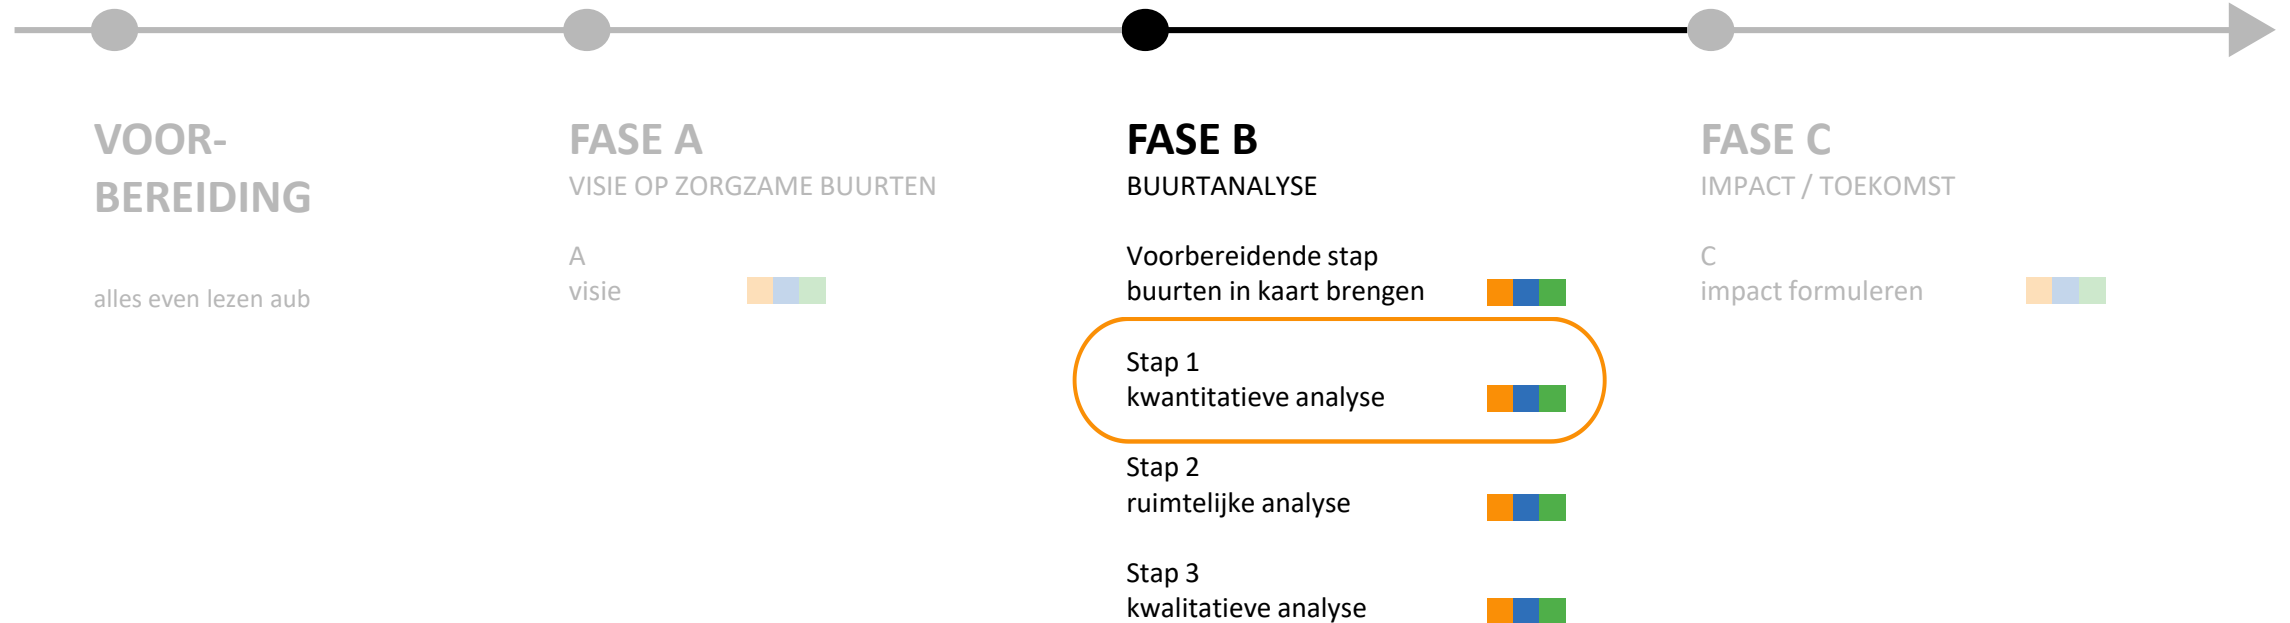 VOOR-
BEREIDING
alles even lezen aub
FASE A
VISIE OP ZORGZAME BUURTEN
A
visie
FASE B
BUURTANALYSE
Voorbereidende stap
buurten in kaart brengen
Stap 1
kwantitatieve analyse
Stap 2
ruimtelijke analyse
Stap 3
kwalitatieve analyse
FASE C
IMPACT / TOEKOMST
C
impact formuleren